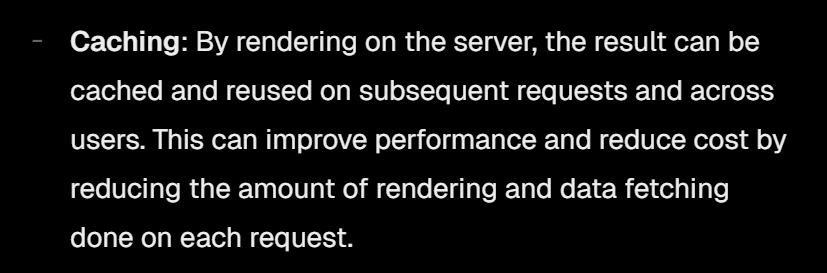 - Caching: By rendering on the server, the result can be
cached and reused on subsequent requests and across
users. This can improve performance and reduce cost by
reducing the amount of rendering and data fetching
done on each request.